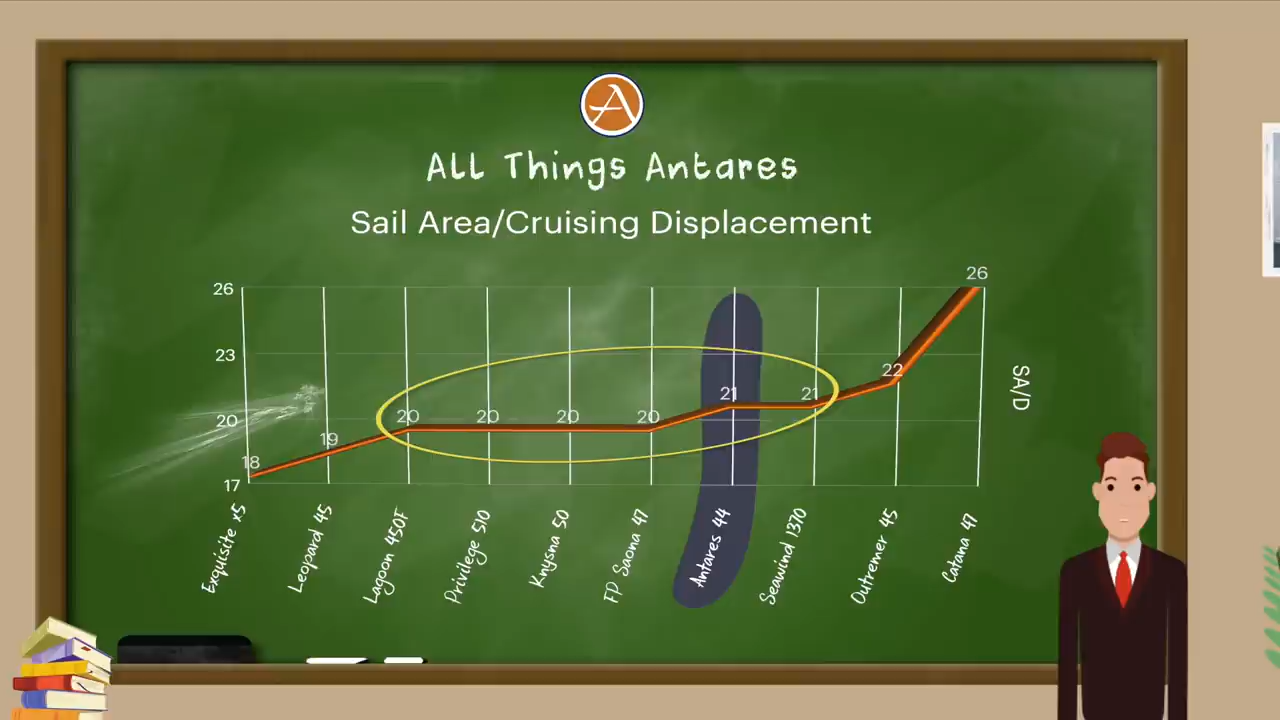 A
ALL Things Antares
Sail Area/Cruising Displacement
26
26
23
22
21
21
20
20
20
20
20
19
18
17
SA/D
Exquisite x5
Leopard 45
Lagoon 450F
Privilege 510
Knysna 50
FP Saona 47
Antares 44
Seawind 1370
Outremer 45
Catana 47